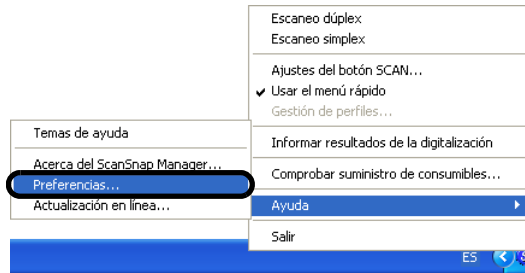 Escaneo dúplex
Escaneo simplex
Ajustes del botón SCAN...
Usar el menú rápido
Gestión de perfiles...
Informar resultados de la digitalización
Comprobar suministro de consumibles...
Ayuda
Salir
Temas de ayuda
Acerca del ScanSnap Manager...
Preferencias...
Actualización en línea...
ES